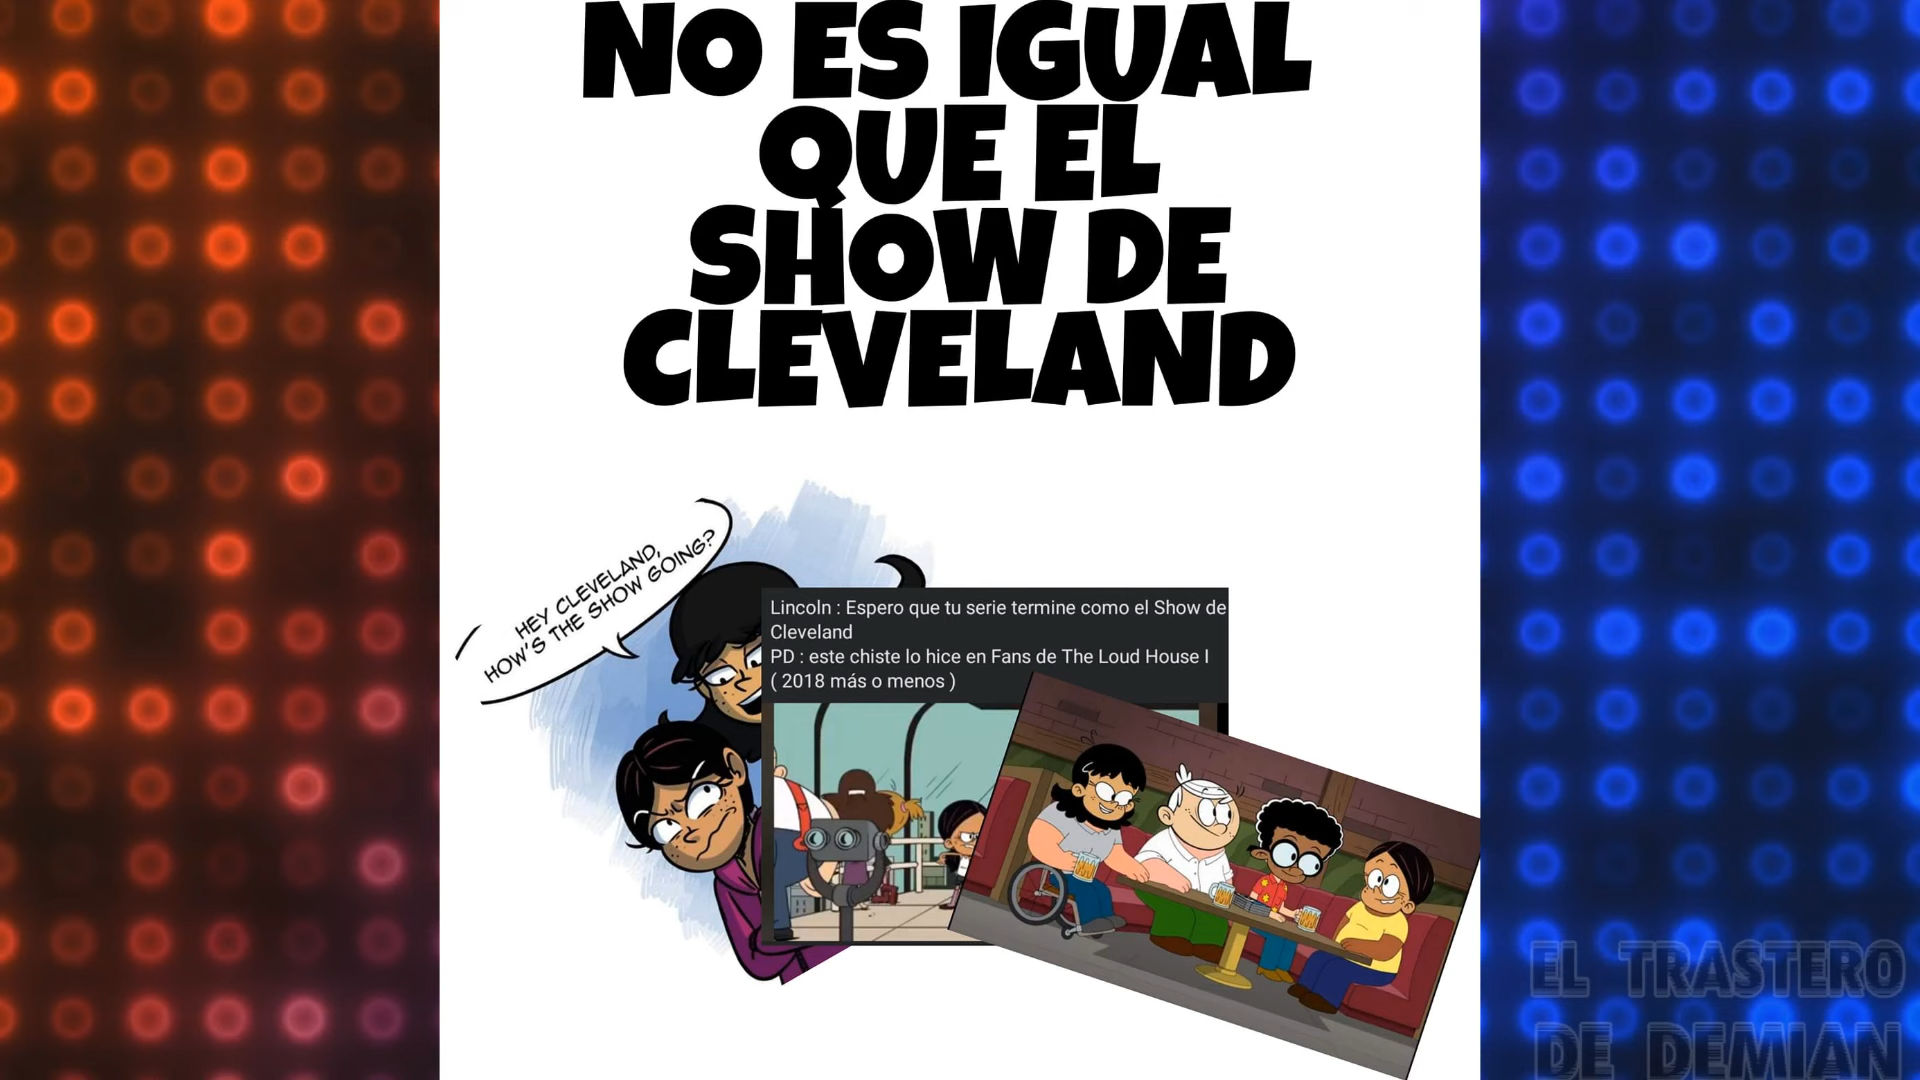 NO ES IGUAL
QUE EL
SHOW DE
CLEVELAND
HEY CLEVELAND,
HOW'S THE SHOW GOING?
Lincoln : Espero que tu serie termine como el Show de
Cleveland
PD : este chiste lo hice en Fans de The Loud House I
( 2018 más o menos )
EL TRASTERO
DE DEMIAN